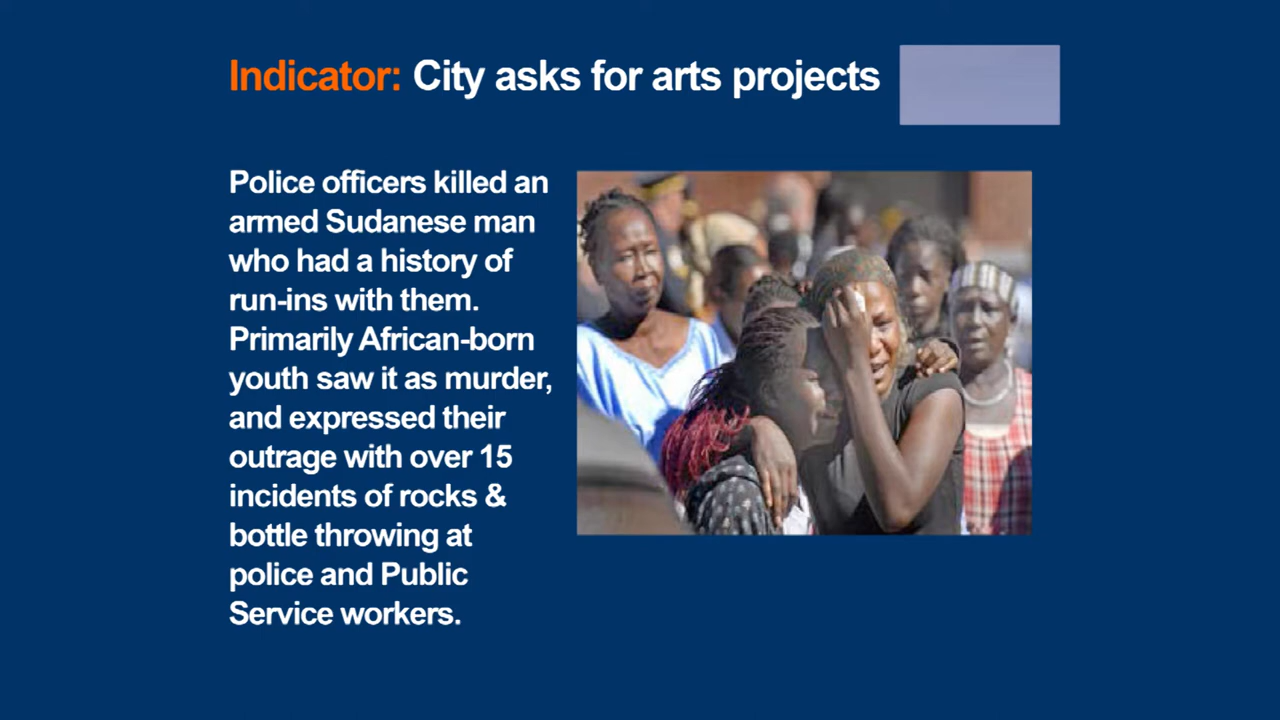 Indicator: City asks for arts projects
Police officers killed an
armed Sudanese man
who had a history of
run-ins with them.
Primarily African-born
youth saw it as murder,
and expressed their
outrage with over 15
incidents of rocks &
bottle throwing at
police and Public
Service workers.